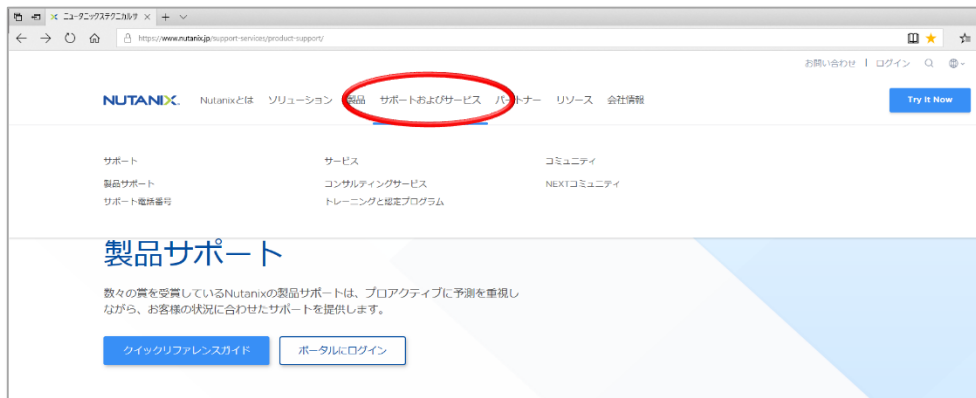 ニュータニックステクニカルサ
https://www.nutanix.jp/support-services/product-support/
お問い合わせ | ログイン
NUTANIX Nutanixとは ソリューション 製品 サポートおよびサービス パートナー リソース 会社情報 Try It Now
サポート サービス コミュニティ
製品サポート コンサルティングサービス NEXTコミュニティ
サポート電話番号 トレーニングと認定プログラム
製品サポート
数々の賞を受賞しているNutanixの製品サポートは、プロアクティブに予測を重視し
ながら、お客様の状況に合わせたサポートを提供します。
クイックリファレンスガイド ポータルにログイン